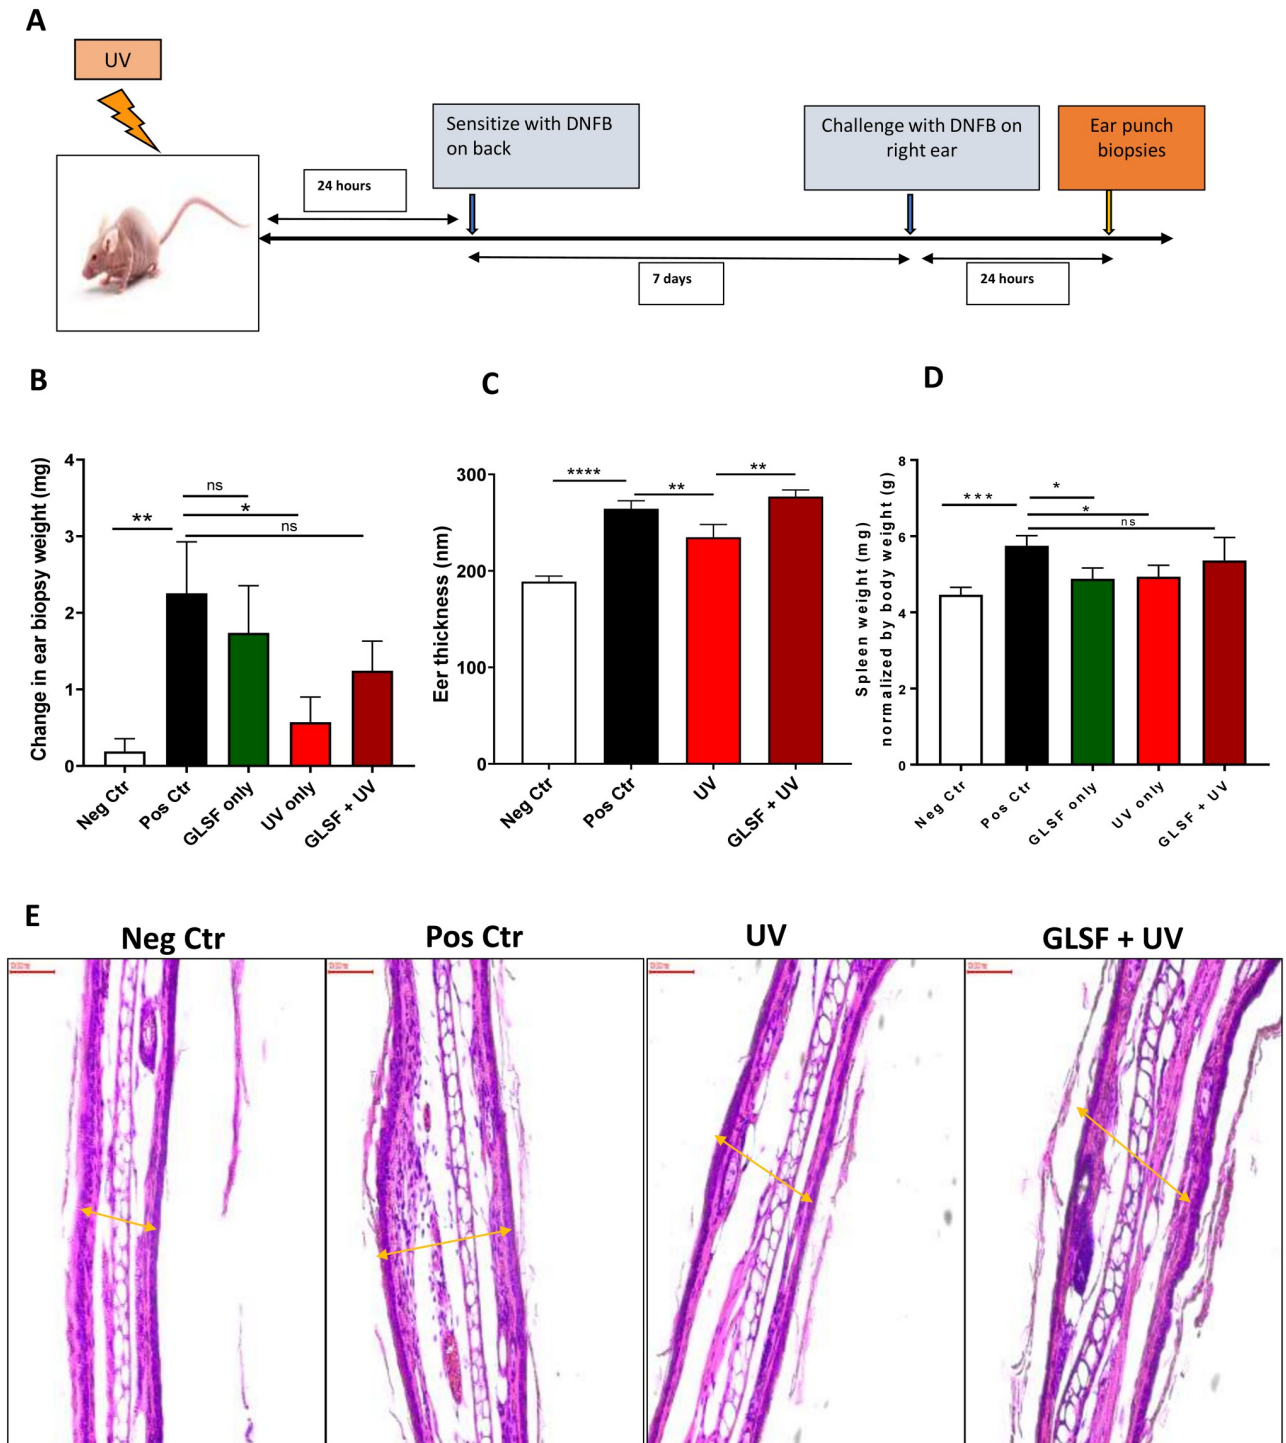 A
UV
Sensitize with DNFB
on back
Challenge with DNFB on
right ear
Ear punch
biopsies
24 hours
7 days
24 hours
B
C
D
Change in ear biopsy weight (mg)
4
3
2
1
0
**
ns
*
ns
Neg Ctr
Pos Ctr
GLSF only
UV only
GLSF + UV
Eer thickness (nm)
300
200
100
0
****
**
**
Neg Ctr
Pos Ctr
UV
GLSF + UV
Spleen weight (mg)
normalized by body weight (g)
8
6
4
2
0
***
*
*
ns
Neg Ctr
Pos Ctr
GLSF only
UV only
GLSF + UV
E
Neg Ctr
Pos Ctr
UV
GLSF + UV